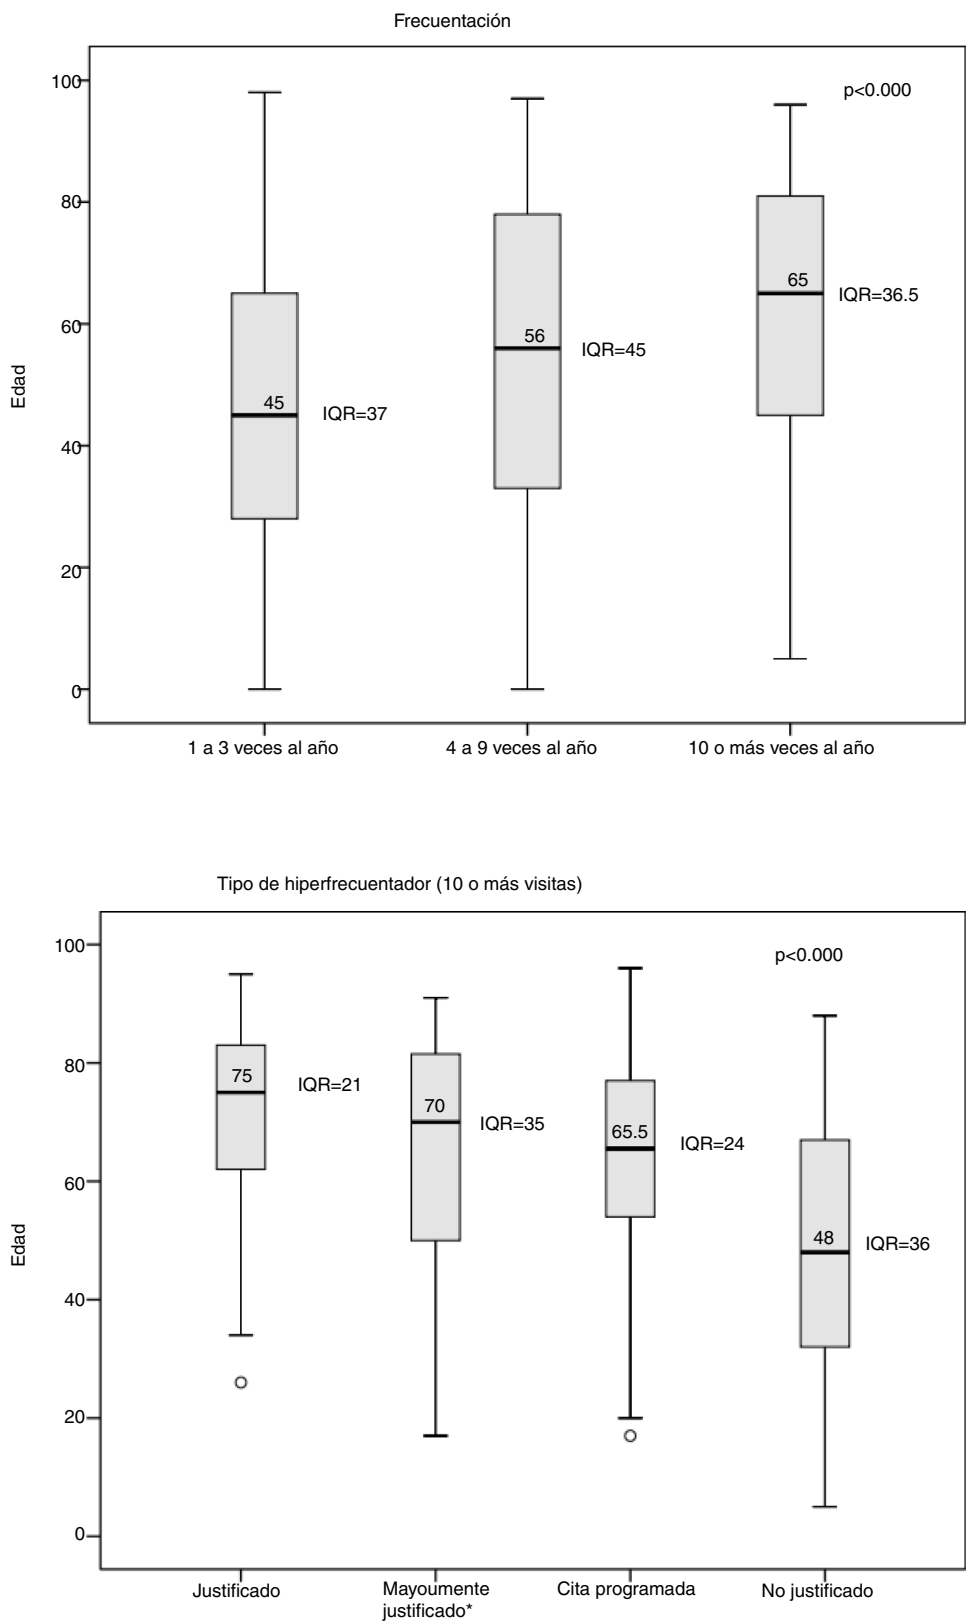 Frecuentación
100
80
60
40
20
0
Edad
p<0.000
45
IQR=37
56
IQR=45
65
IQR=36.5
1 a 3 veces al año
4 a 9 veces al año
10 o más veces al año
Tipo de hiperfrecuentador (10 o más visitas)
100
80
60
40
20
0
Edad
p<0.000
75
IQR=21
70
IQR=35
65.5
IQR=24
48
IQR=36
Justificado
Mayoumente
justificado*
Cita programada
No justificado